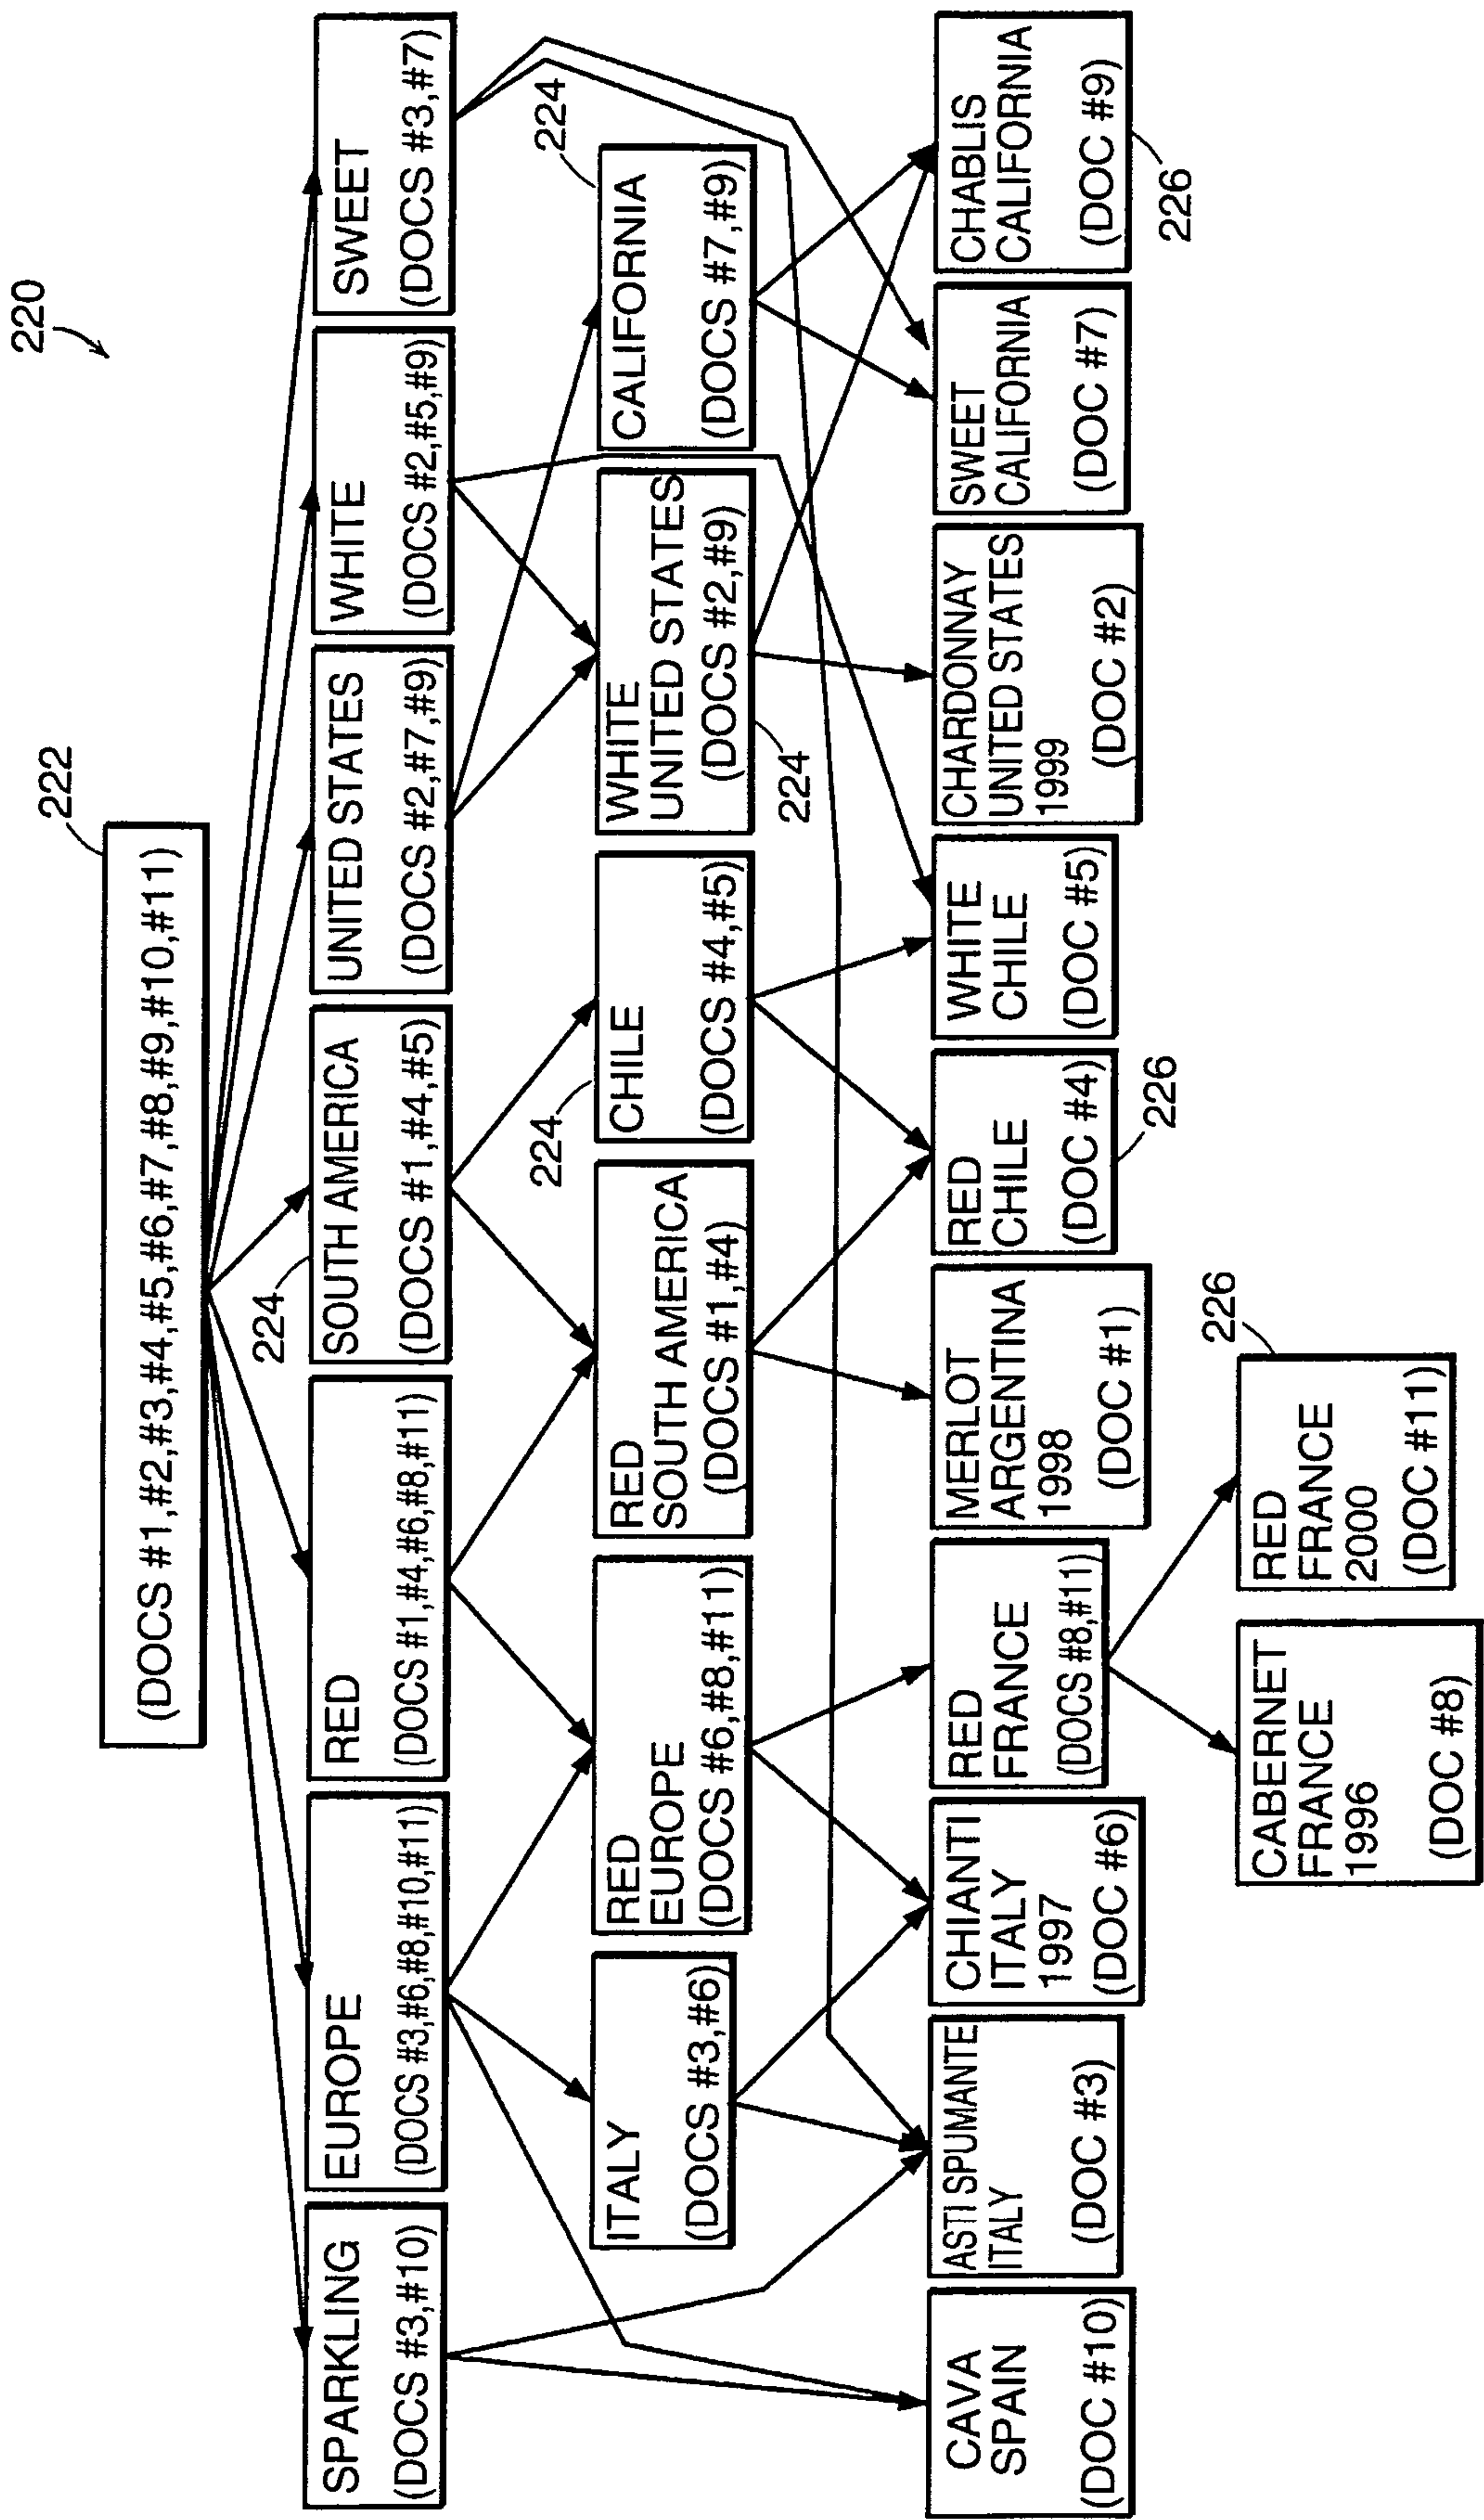 220
222
(DOCS #1,#2,#3,#4,#5,#6,#7,#8,#9,#10,#11)
SPARKLING
(DOCS #3,#10)
EUROPE
(DOCS #3,#6,#8,#10,#11)
RED
(DOCS #1,#4,#6,#8,#11)
224
SOUTH AMERICA
(DOCS #1,#4,#5)
UNITED STATES
(DOCS #2,#7,#9)
WHITE
(DOCS #2,#5,#9)
SWEET
(DOCS #3,#7)
ITALY
(DOCS #3,#6)
RED
EUROPE
(DOCS #6,#8,#11)
RED
SOUTH AMERICA
(DOCS #1,#4)
224
CHILE
(DOCS #4,#5)
WHITE
UNITED STATES
(DOCS #2,#9)
224
224
CALIFORNIA
(DOCS #7,#9)
CAVA
SPAIN
(DOC #10)
ASTI SPUMANTE
ITALY
(DOC #3)
CHIANTI
ITALY
1997
(DOC #6)
RED
FRANCE
(DOCS #8,#11)
MERLOT
ARGENTINA
1998
(DOC #1)
RED
CHILE
(DOC #4)
226
WHITE
CHILE
(DOC #5)
CHARDONNAY
UNITED STATES
1999
(DOC #2)
SWEET
CALIFORNIA
(DOC #7)
CHABLIS
CALIFORNIA
(DOC #9)
226
CABERNET
FRANCE
1996
(DOC #8)
226
RED
FRANCE
2000
(DOC #11)